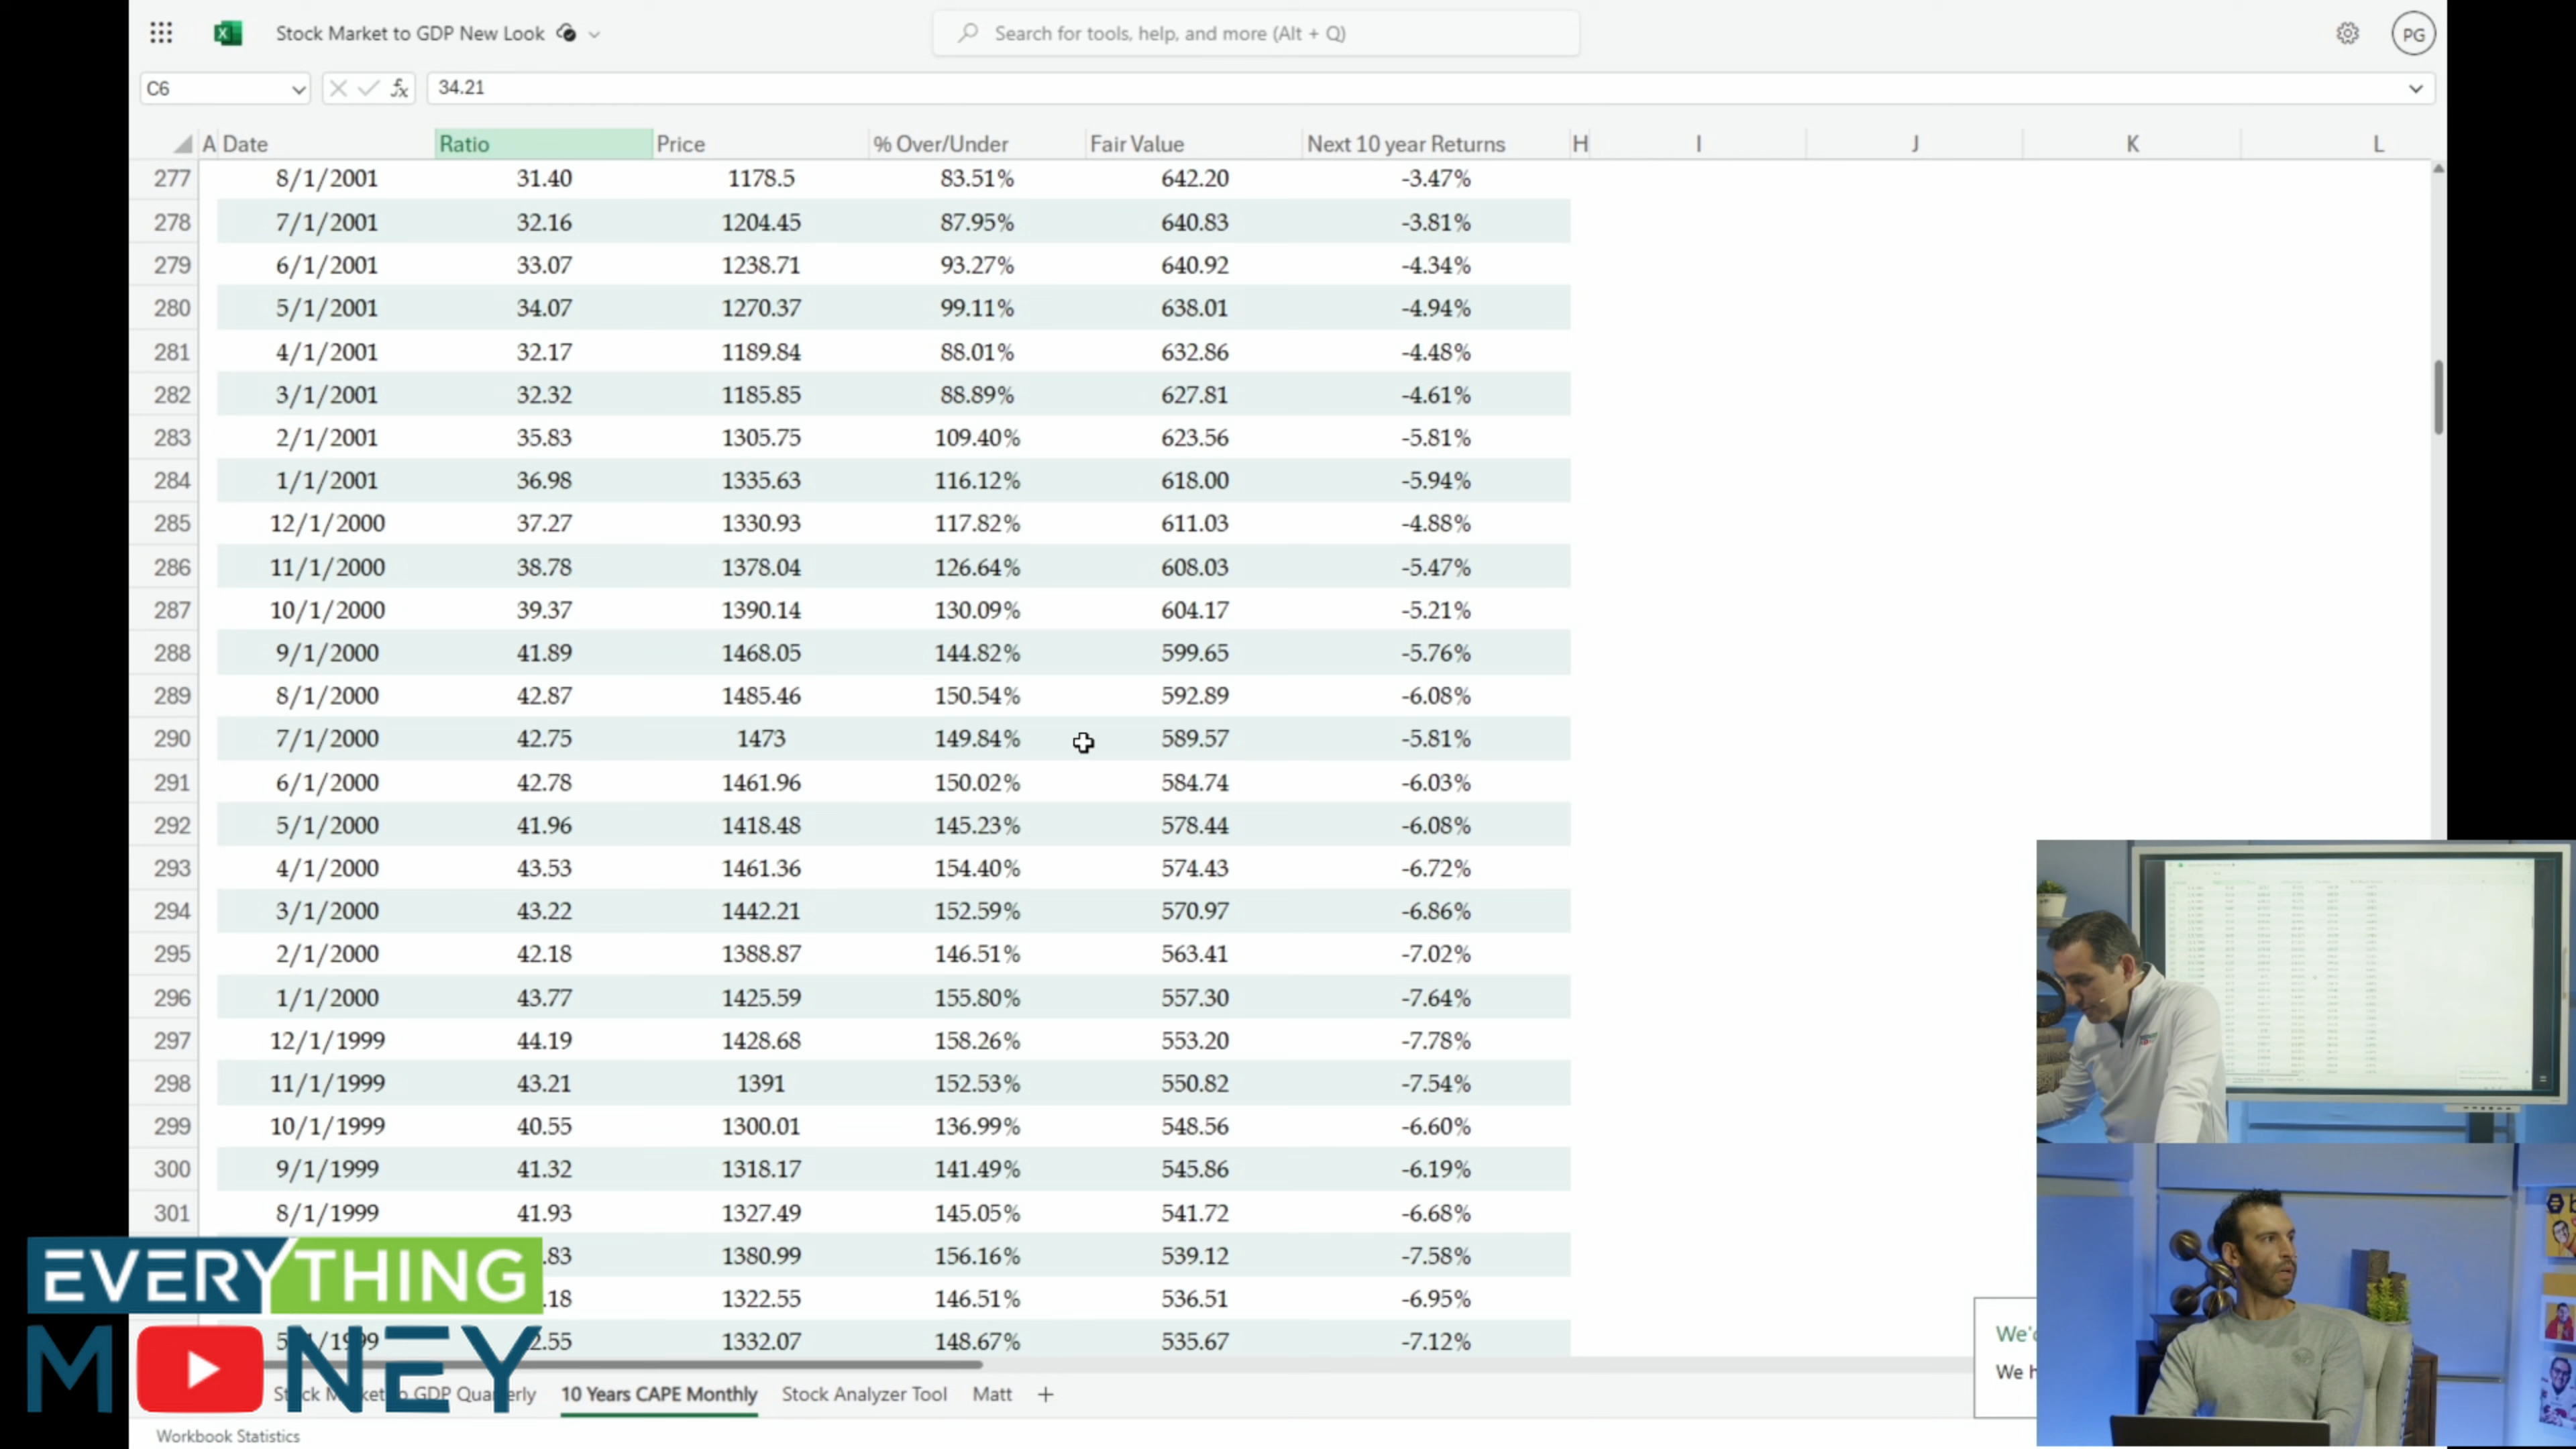 Stock Market to GDP New Look
Search for tools, help, and more (Alt + Q)
PG
C6 fx 34.21
A Date Ratio Price % Over/Under Fair Value Next 10 year Returns H I J K L
277 8/1/2001 31.40 1178.5 83.51% 642.20 -3.47%
278 7/1/2001 32.16 1204.45 87.95% 640.83 -3.81%
279 6/1/2001 33.07 1238.71 93.27% 640.92 -4.34%
280 5/1/2001 34.07 1270.37 99.11% 638.01 -4.94%
281 4/1/2001 32.17 1189.84 88.01% 632.86 -4.48%
282 3/1/2001 32.32 1185.85 88.89% 627.81 -4.61%
283 2/1/2001 35.83 1305.75 109.40% 623.56 -5.81%
284 1/1/2001 36.98 1335.63 116.12% 618.00 -5.94%
285 12/1/2000 37.27 1330.93 117.82% 611.03 -4.88%
286 11/1/2000 38.78 1378.04 126.64% 608.03 -5.47%
287 10/1/2000 39.37 1390.14 130.09% 604.17 -5.21%
288 9/1/2000 41.89 1468.05 144.82% 599.65 -5.76%
289 8/1/2000 42.87 1485.46 150.54% 592.89 -6.08%
290 7/1/2000 42.75 1473 149.84% 589.57 -5.81%
291 6/1/2000 42.78 1461.96 150.02% 584.74 -6.03%
292 5/1/2000 41.96 1418.48 145.23% 578.44 -6.08%
293 4/1/2000 43.53 1461.36 154.40% 574.43 -6.72%
294 3/1/2000 43.22 1442.21 152.59% 570.97 -6.86%
295 2/1/2000 42.18 1388.87 146.51% 563.41 -7.02%
296 1/1/2000 43.77 1425.59 155.80% 557.30 -7.64%
297 12/1/1999 44.19 1428.68 158.26% 553.20 -7.78%
298 11/1/1999 43.21 1391 152.53% 550.82 -7.54%
299 10/1/1999 40.55 1300.01 136.99% 548.56 -6.60%
300 9/1/1999 41.32 1318.17 141.49% 545.86 -6.19%
301 8/1/1999 41.93 1327.49 145.05% 541.72 -6.68%
.83 1380.99 156.16% 539.12 -7.58%
.18 1322.55 146.51% 536.51 -6.95%
2.55 1332.07 148.67% 535.67 -7.12%
EVERYTHING
MONEY
We
We h
GDP Quarterly 10 Years CAPE Monthly Stock Analyzer Tool Matt +
Workbook Statistics